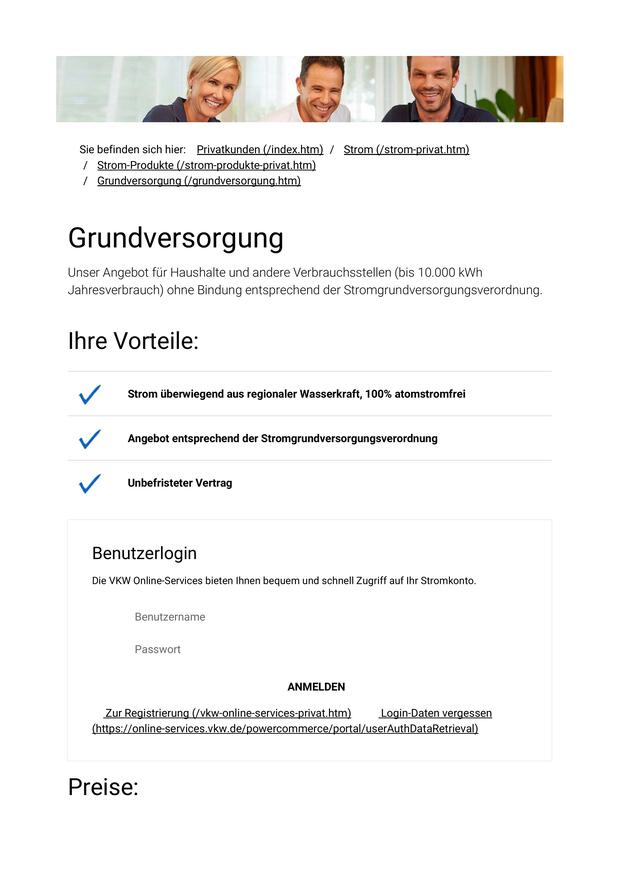 Sie befinden sich hier: Privatkunden (/index.htm) / Strom (/strom-privat.htm)
/ Strom-Produkte (/strom-produkte-privat.htm)
/ Grundversorgung (/grundversorgung.htm)
Grundversorgung
Unser Angebot für Haushalte und andere Verbrauchsstellen (bis 10.000 kWh
Jahresverbrauch) ohne Bindung entsprechend der Stromgrundversorgungsverordnung.
Ihre Vorteile:
Strom überwiegend aus regionaler Wasserkraft, 100% atomstromfrei
Angebot entsprechend der Stromgrundversorgungsverordnung
Unbefristeter Vertrag
Benutzerlogin
Die VKW Online-Services bieten Ihnen bequem und schnell Zugriff auf Ihr Stromkonto.
Benutzername
Passwort
ANMELDEN
Zur Registrierung (/vkw-online-services-privat.htm) Login-Daten vergessen
(https://online-services.vkw.de/powercommerce/portal/userAuthDataRetrieval)
Preise: